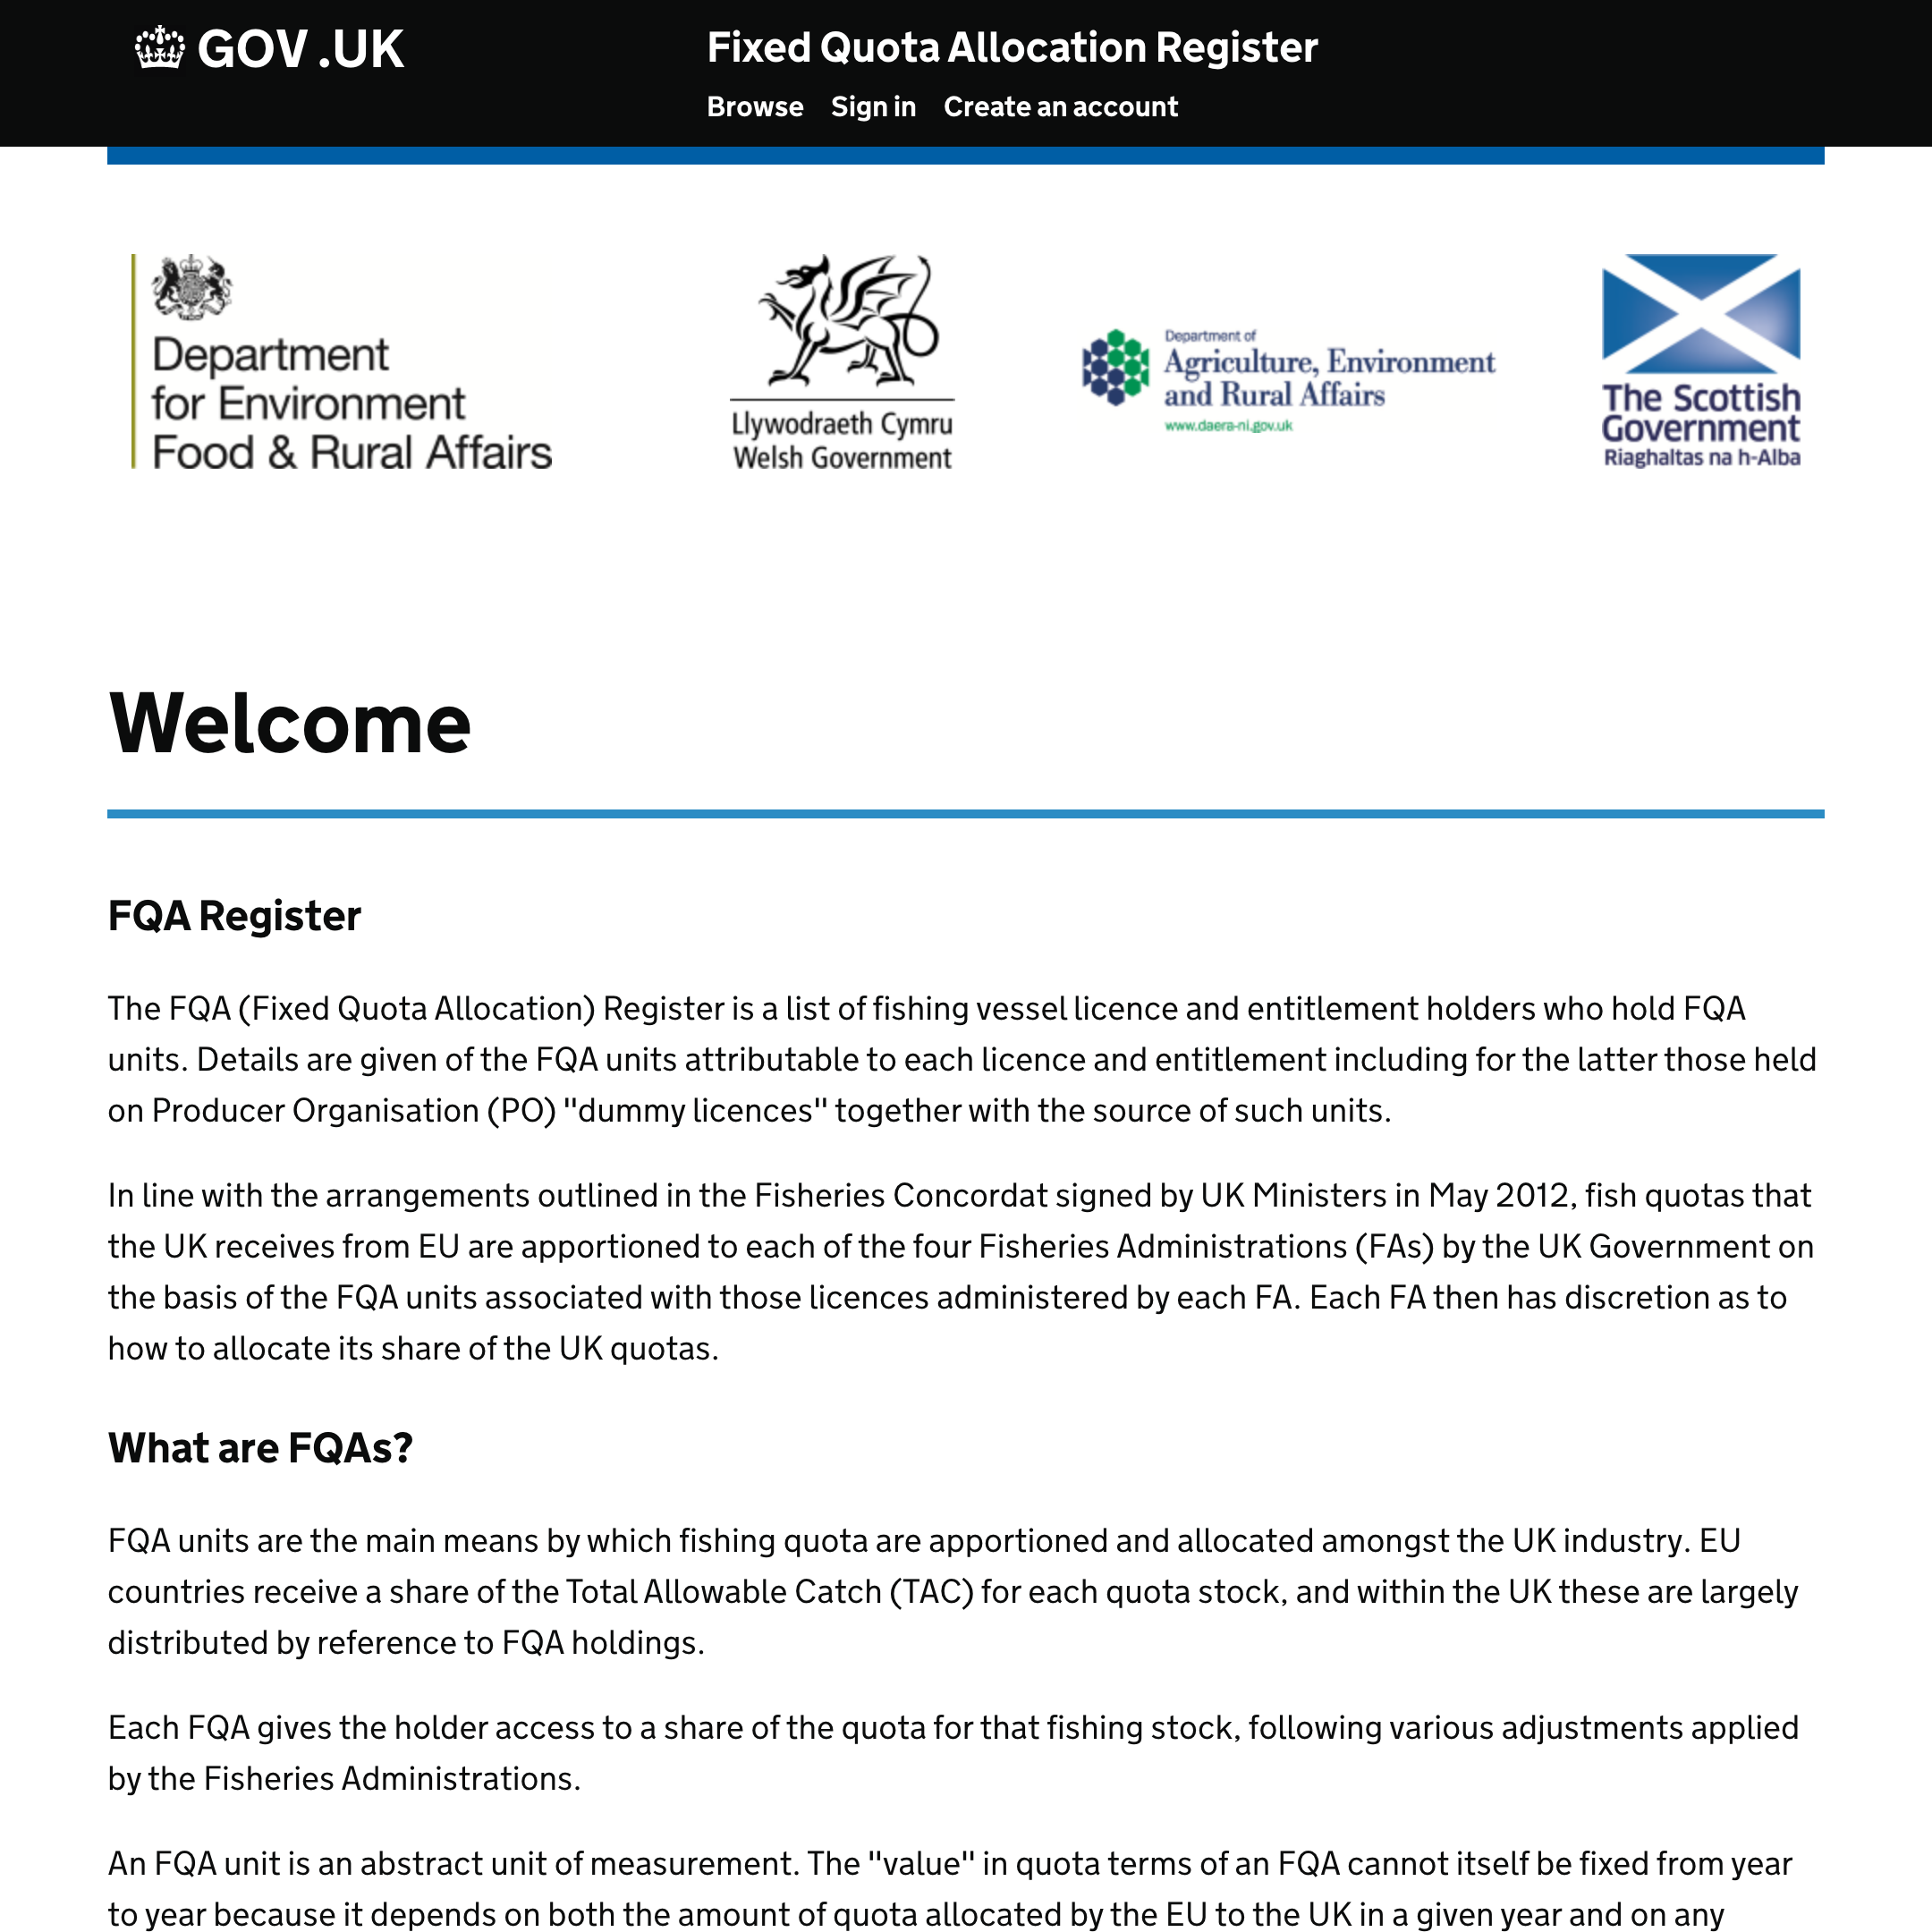 GOV.UK
Fixed Quota Allocation Register
Browse Sign in Create an account
Department
for Environment
Food & Rural Affairs
Llywodraeth Cymru
Welsh Government
Department of
Agriculture, Environment
and Rural Affairs
www.daera-ni.gov.uk
The Scottish
Government
Riaghaltas na h-Alba
Welcome
FQA Register
The FQA (Fixed Quota Allocation) Register is a list of fishing vessel licence and entitlement holders who hold FQA
units. Details are given of the FQA units attributable to each licence and entitlement including for the latter those held
on Producer Organisation (PO) "dummy licences" together with the source of such units.
In line with the arrangements outlined in the Fisheries Concordat signed by UK Ministers in May 2012, fish quotas that
the UK receives from EU are apportioned to each of the four Fisheries Administrations (FAs) by the UK Government on
the basis of the FQA units associated with those licences administered by each FA. Each FA then has discretion as to
how to allocate its share of the UK quotas.
What are FQAs?
FQA units are the main means by which fishing quota are apportioned and allocated amongst the UK industry. EU
countries receive a share of the Total Allowable Catch (TAC) for each quota stock, and within the UK these are largely
distributed by reference to FQA holdings.
Each FQA gives the holder access to a share of the quota for that fishing stock, following various adjustments applied
by the Fisheries Administrations.
An FQA unit is an abstract unit of measurement. The "value" in quota terms of an FQA cannot itself be fixed from year
to year because it depends on both the amount of quota allocated by the EU to the UK in a given year and on any